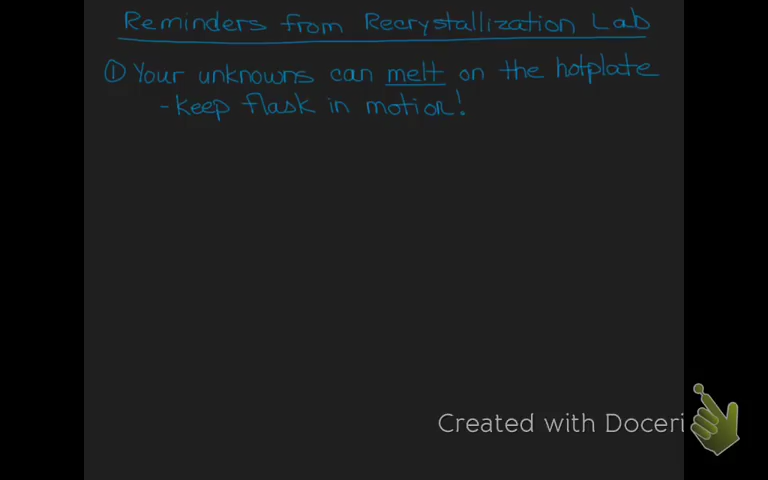 Reminders from Recrystallization Lab
① Your unknowns can melt on the hotplate
-keep flask in motion!
Created with Doceri